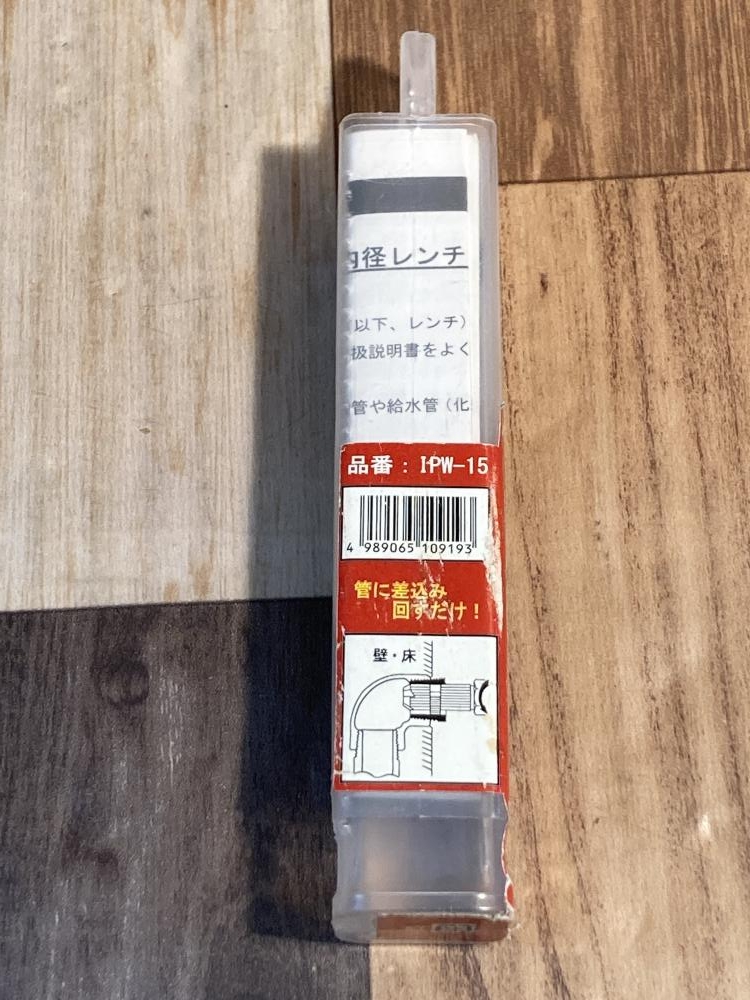 径レンチ
以下、レンチ）
扱説明書をよく
管や給水管（化
品番：IPW-15
4 989065 109193
管に差込み
回すだけ！
壁・床